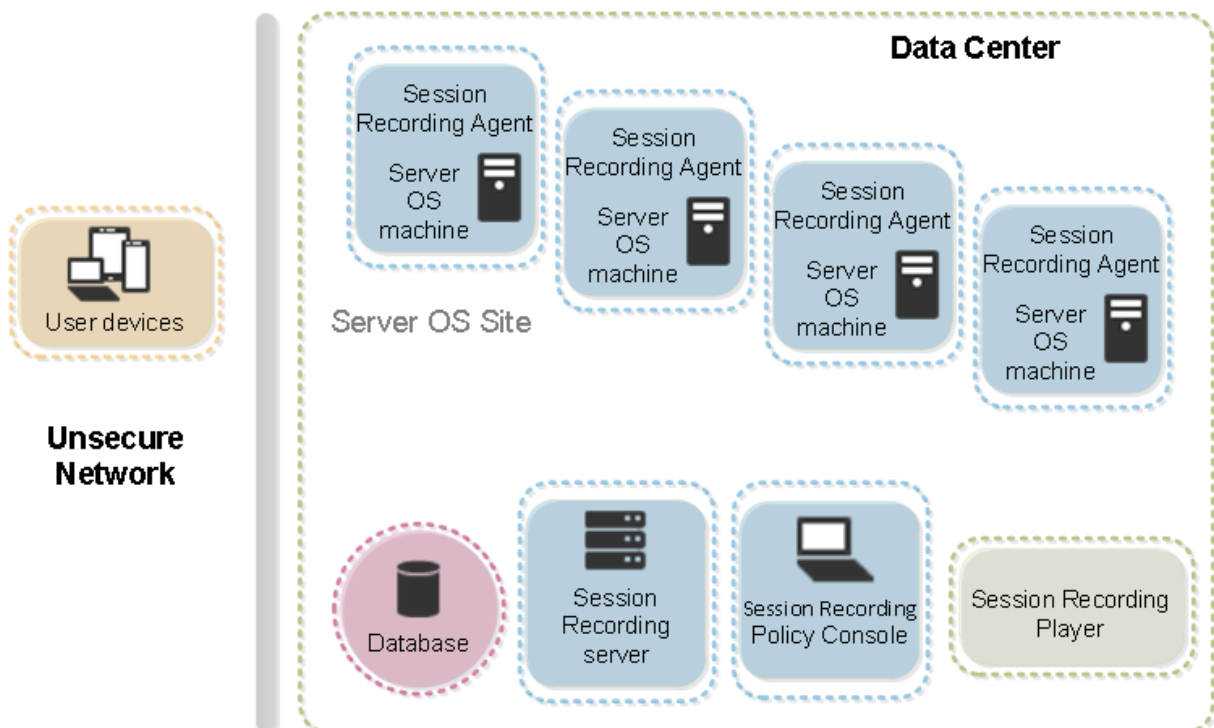 Data Center
Session
Recording Agent
Server
OS
machine
Session
Recording Agent
Server
OS
machine
Session
Recording Agent
Server
OS
machine
Session
Recording Agent
Server
OS
machine
User devices
Server OS Site
Unsecure
Network
Database
Session
Recording
server
Session Recording
Policy Console
Session Recording
Player